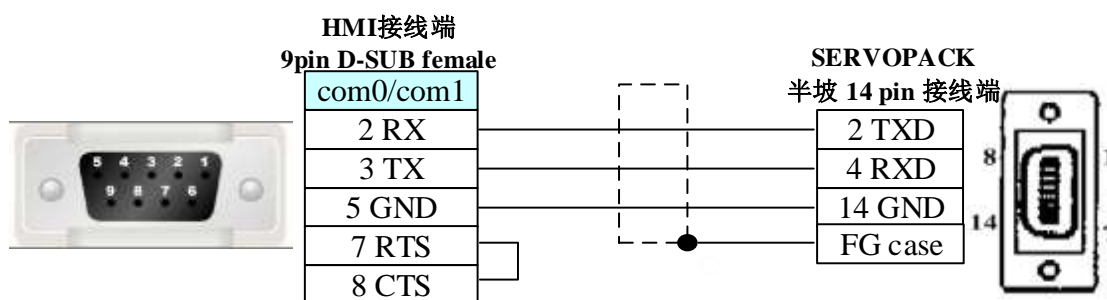 HMI接线端
9pin D-SUB female
com0/com1
2 RX
3 TX
5 GND
7 RTS
8 CTS
SERVOPACK
半坡 14 pin 接线端
2 TXD
4 RXD
14 GND
FG case
5 4 3 2 1
9 8 7 6
8
14
1